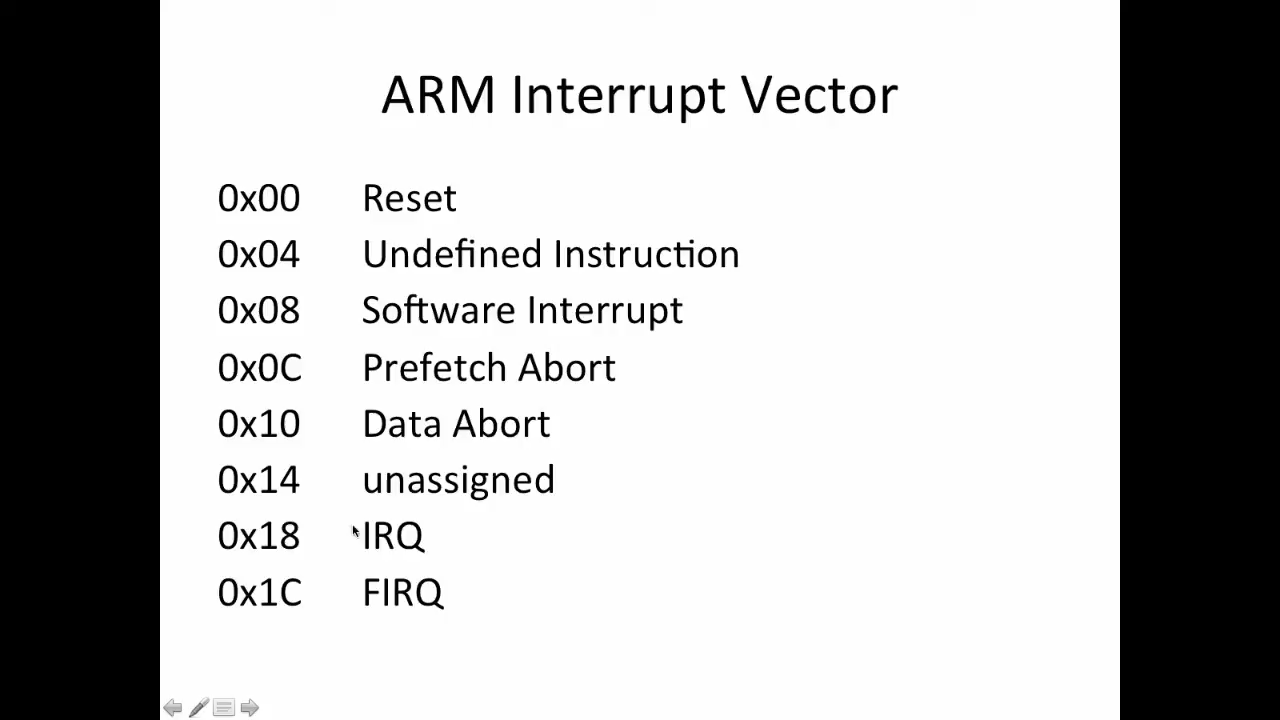 ARM Interrupt Vector
0x00 Reset
0x04 Undefined Instruction
0x08 Software Interrupt
0x0C Prefetch Abort
0x10 Data Abort
0x14 unassigned
0x18 IRQ
0x1C FIRQ